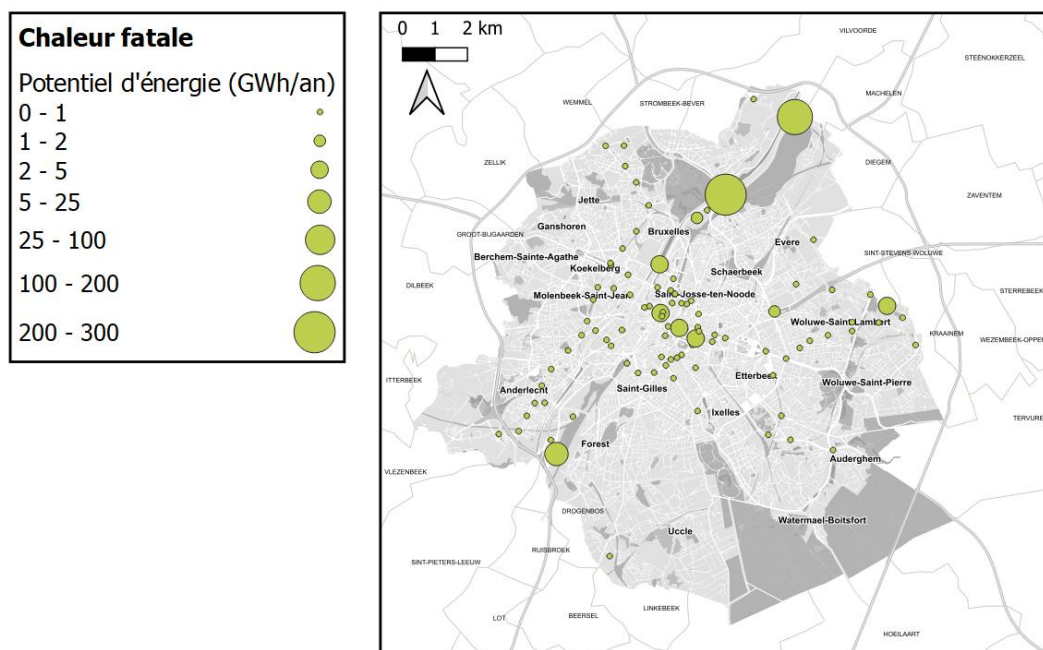 Chaleur fatale
Potentiel d'énergie (GWh/an)
0 - 1
1 - 2
2 - 5
5 - 25
25 - 100
100 - 200
200 - 300
0 1 2 km
VILVOORDE
STEENOKKERZEEL
MACHELEN
WEMMEL
STROMBEEK-BEVER
ZELLIK
DIEGEM
ZAVENTEM
Jette
Ganshoren
Bruxelles
GROOT-BIJGAARDEN
Evere
SINT-STEVENS-WOLUWE
Berchem-Sainte-Agathe
Koekelberg
Schaerbeek
DILBEEK
Molenbeek-Saint-Jean
Saint-Josse-ten-Noode
STERREBEEK
Woluwe-Saint-Lambert
KRAAINEM
WEZEMBEEK-OPPE
ITTERBEEK
Etterbeek
Woluwe-Saint-Pierre
Anderlecht
Saint-Gilles
Ixelles
TERVURE
Forest
Auderghem
VLEZENBEEK
DROGENBOS
Watermael-Boitsfort
Uccle
RUISBROEK
SINT-PIETERS-LEEUW
LINKEBEEK
BEERSEL
LOT
HOEILAART